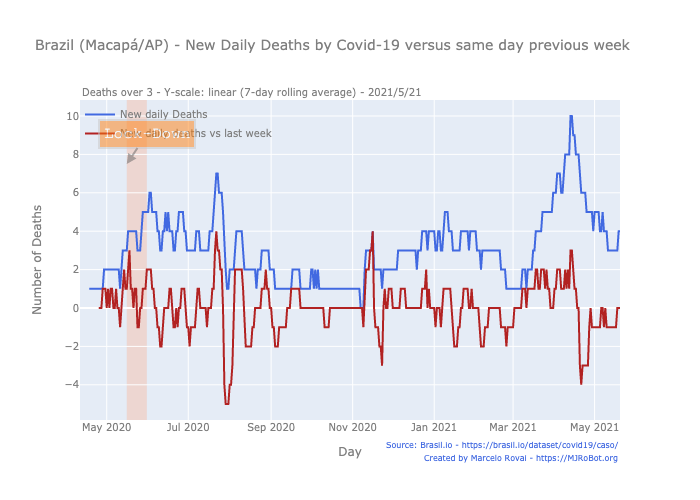 Brazil (Macapá/AP) - New Daily Deaths by Covid-19 versus same day previous week
Deaths over 3 - Y-scale: linear (7-day rolling average) - 2021/5/21
New daily Deaths
Lock Down
New daily deaths vs last week
Number of Deaths
10
8
6
4
2
0
−2
−4
May 2020
Jul 2020
Sep 2020
Nov 2020
Jan 2021
Mar 2021
May 2021
Day
Source: Brasil.io - https://brasil.io/dataset/covid19/caso/
Created by Marcelo Rovai - https://MJRoBot.org